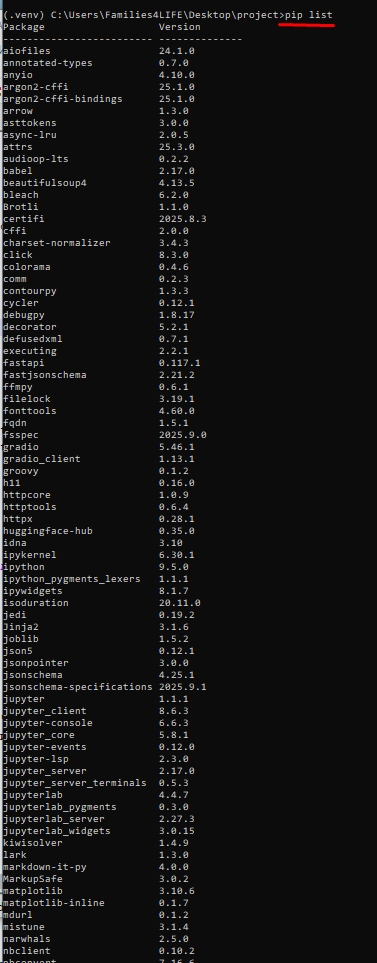 (.venv) C:\Users\Families4LIFE\Desktop\project>pip list
Package Version
------------------------- --------------
aiofiles 24.1.0
annotated-types 0.7.0
anyio 4.10.0
argon2-cffi 25.1.0
argon2-cffi-bindings 25.1.0
arrow 1.3.0
asttokens 3.0.0
async-lru 2.0.5
attrs 25.3.0
audioop-lts 0.2.2
babel 2.17.0
beautifulsoup4 4.13.5
bleach 6.2.0
Brotli 1.1.0
certifi 2025.8.3
cffi 2.0.0
charset-normalizer 3.4.3
click 8.3.0
colorama 0.4.6
comm 0.2.3
contourpy 1.3.3
cycler 0.12.1
debugpy 1.8.17
decorator 5.2.1
defusedxml 0.7.1
executing 2.2.1
fastapi 0.117.1
fastjsonschema 2.21.2
ffmpy 0.6.1
filelock 3.19.1
fonttools 4.60.0
fqdn 1.5.1
fsspec 2025.9.0
gradio 5.46.1
gradio_client 1.13.1
groovy 0.1.2
h11 0.16.0
httpcore 1.0.9
httptools 0.6.4
httpx 0.28.1
huggingface-hub 0.35.0
idna 3.10
ipykernel 6.30.1
ipython 9.5.0
ipython_pygments_lexers 1.1.1
ipywidgets 8.1.7
isoduration 20.11.0
jedi 0.19.2
Jinja2 3.1.6
joblib 1.5.2
json5 0.12.1
jsonpointer 3.0.0
jsonschema 4.25.1
jsonschema-specifications 2025.9.1
jupyter 1.1.1
jupyter_client 8.6.3
jupyter-console 6.6.3
jupyter_core 5.8.1
jupyter-events 0.12.0
jupyter-lsp 2.3.0
jupyter_server 2.17.0
jupyter_server_terminals 0.5.3
jupyterlab 4.4.7
jupyterlab_pygments 0.3.0
jupyterlab_server 2.27.3
jupyterlab_widgets 3.0.15
kiwisolver 1.4.9
lark 1.3.0
markdown-it-py 4.0.0
MarkupSafe 3.0.2
matplotlib 3.10.6
matplotlib-inline 0.1.7
mdurl 0.1.2
mistune 3.1.4
narwhals 2.5.0
nbclient 0.10.2
nbconvert 7.16.6